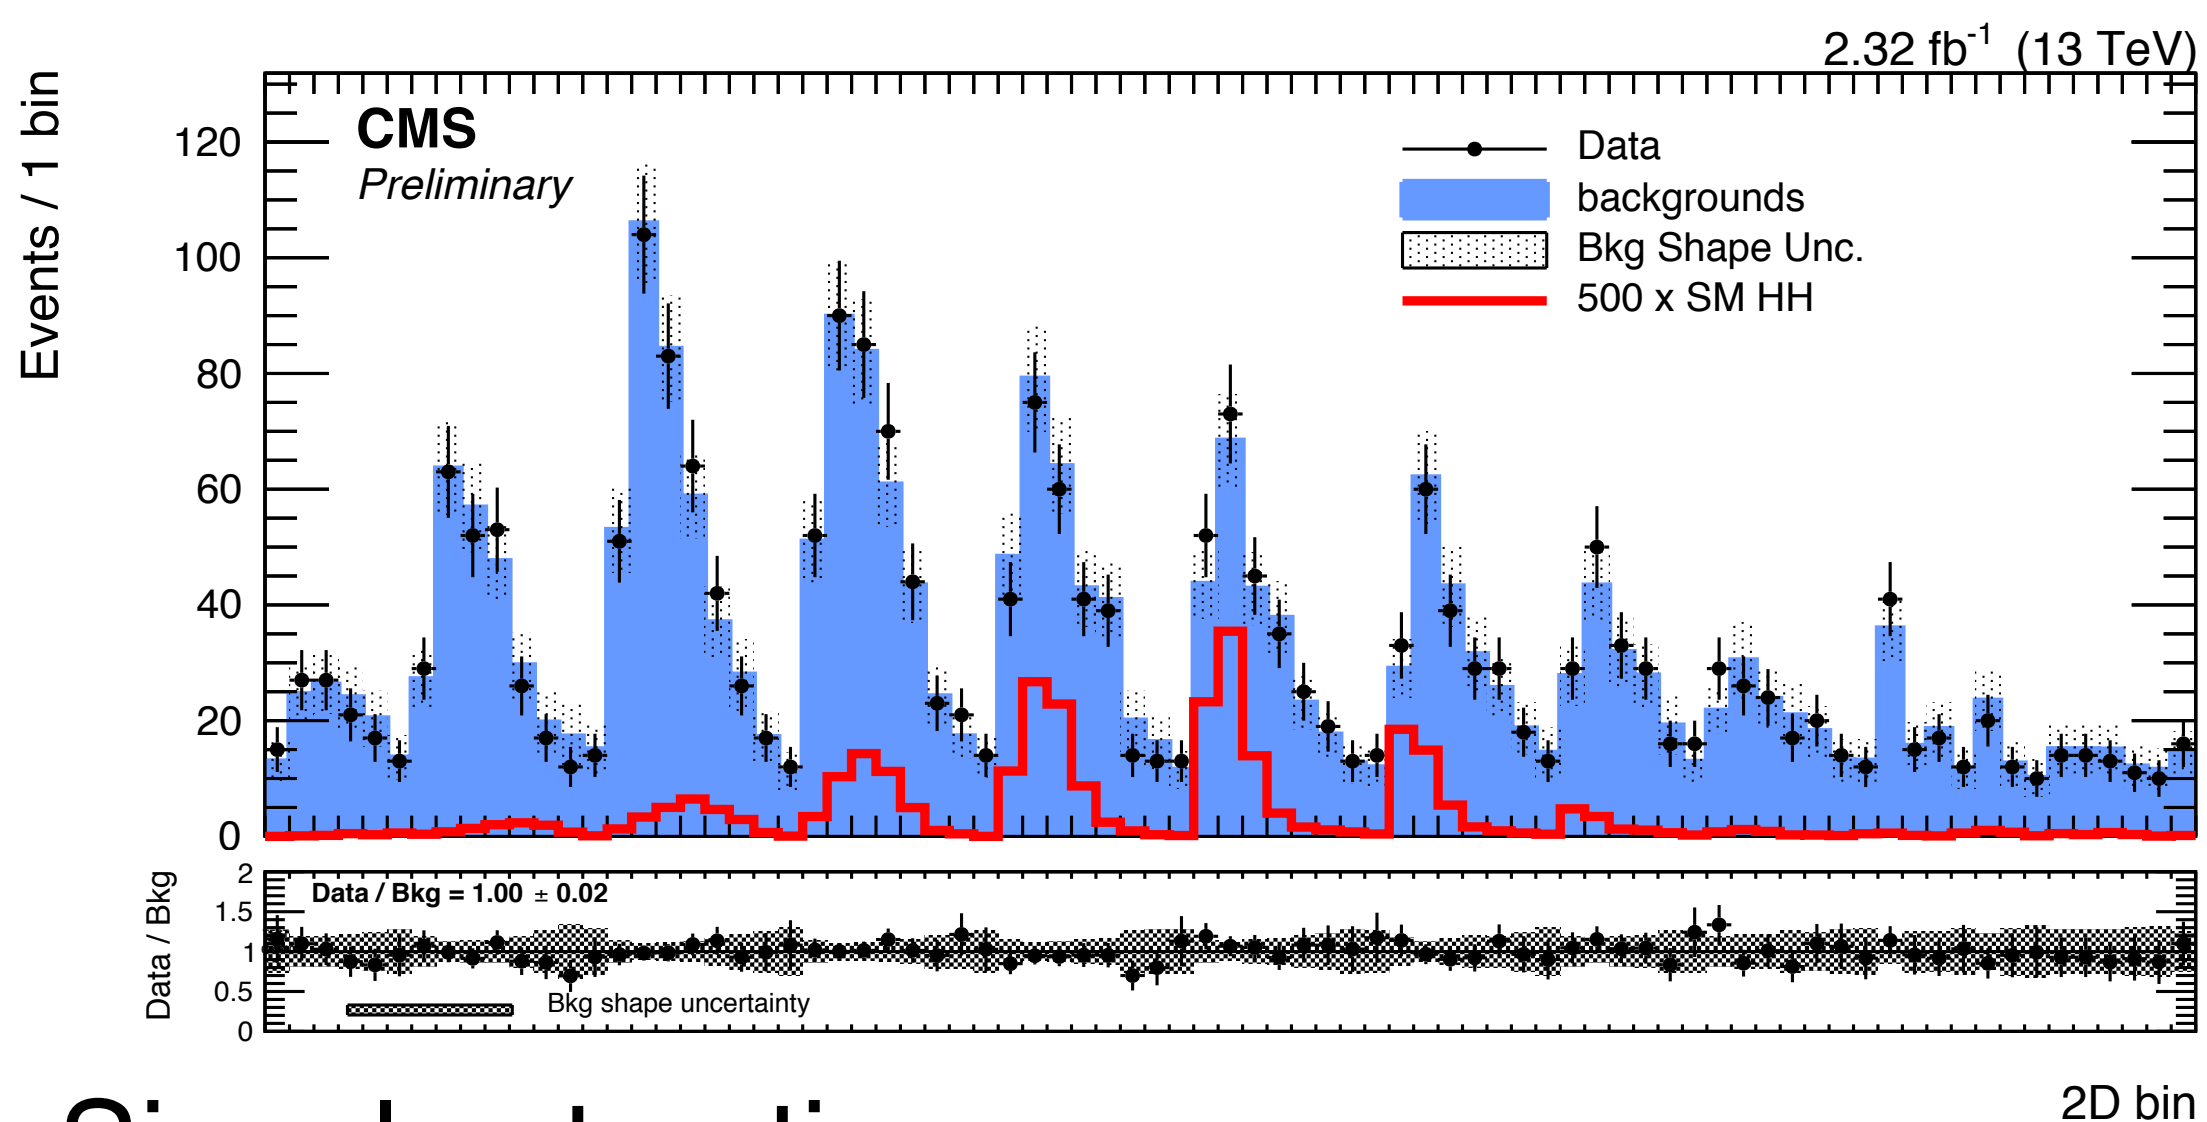 2.32 fb⁻¹ (13 TeV)
Events / 1 bin
CMS
Preliminary
Data
backgrounds
Bkg Shape Unc.
500 x SM HH
120
100
80
60
40
20
0
Data / Bkg
2
1.5
1
0.5
0
Data / Bkg = 1.00 ± 0.02
Bkg shape uncertainty
2D bin